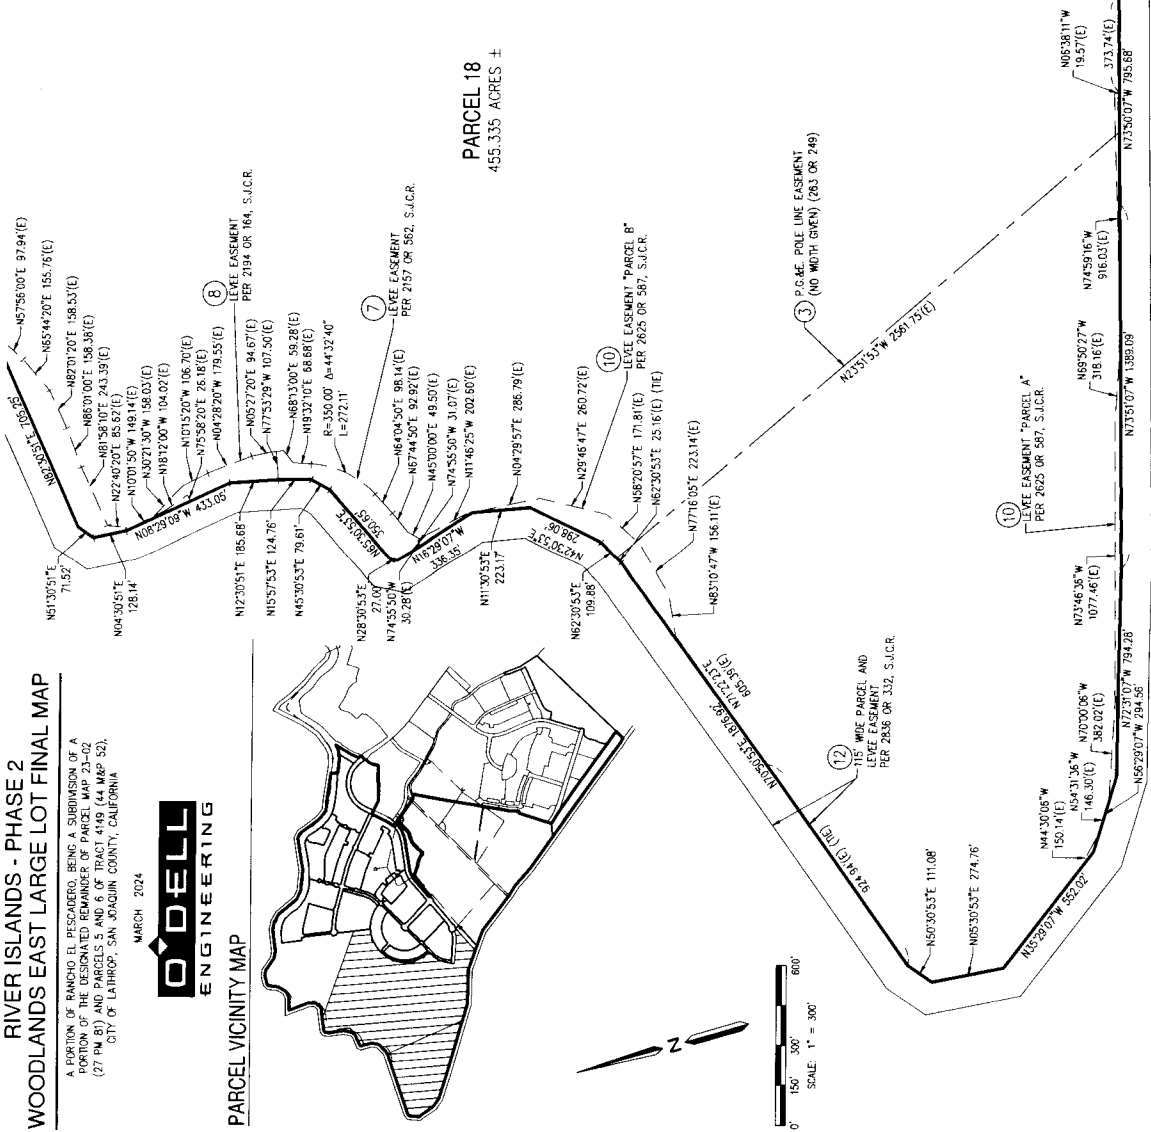 RIVER ISLANDS - PHASE 2
WOODLANDS EAST LARGE LOT FINAL MAP
A PORTION OF RANCHO EL PESCADERO, BEING A SUBDIVISION OF A
PORTION OF THE DESIGNATED REMAINDER OF PARCEL MAP 23-02
(27 PM 81) AND PARCELS 5 AND 6 OF TRACT 4149 (44 M&P 52),
CITY OF LATHROP, SAN JOAQUIN COUNTY, CALIFORNIA
MARCH 2024
O'DELL
ENGINEERING
PARCEL VICINITY MAP
N
0' 150' 300' 600'
SCALE: 1" = 300'
PARCEL 18
455.335 ACRES ±
N57°56'00"E 97.94'(E)
N65°44'20"E 155.76'(E)
N82°01'20"E 158.53'(E)
N86°01'00"E 158.38'(E)
N81°58'10"E 243.39'(E)
N22°40'20"E 85.62'(E)
N10°01'50"W 149.14'(E)
N30°21'30"W 158.03'(E)
N18°12'00"W 104.02'(E)
N10°15'20"W 106.70'(E)
N75°58'20"E 26.18'(E)
N04°28'20"W 179.55'(E)
8
LEVEE EASEMENT
PER 2194 OR 164, S.J.C.R.
N05°27'20"E 94.67'(E)
N77°53'29"W 107.50'(E)
N68°13'00"E 59.28'(E)
N19°32'10"E 68.68'(E)
R=350.00' Δ=44°32'40"
L=272.11'
7
LEVEE EASEMENT
PER 2157 OR 562, S.J.C.R.
N64°04'50"E 98.14'(E)
N67°44'50"E 92.92'(E)
N45°00'00"E 49.50'(E)
N74°55'50"W 31.07'(E)
N11°46'25"W 202.60'(E)
N04°29'57"E 286.79'(E)
10
LEVEE EASEMENT "PARCEL B"
PER 2625 OR 587, S.J.C.R.
N29°46'47"E 260.72'(E)
N58°20'57"E 171.81'(E)
N62°30'53"E 25.16'(E) (TIE)
N77°16'05"E 223.14'(E)
N83°10'47"W 156.11'(E)
N82°30'51"E 705.25'
N51°30'51"E
71.52'
N04°30'51"E
128.14'
N08°29'09"W 433.05'
N12°30'51"E 185.68'
N15°57'53"E 124.76'
N45°30'53"E 79.61'
N65°30'53"E
350.65'
N28°30'53"E
27.00'
N74°55'50"W
30.28'(E)
N16°29'07"W
336.35'
N11°30'53"E
223.17'
N42°30'53"E
298.06'
N62°30'53"E
109.88'
N71°22'23"E
605.39'(E)
N70°50'53"E 1876.92'
924.94'(E) (TIE)
12
115' WIDE PARCEL AND
LEVEE EASEMENT
PER 2836 OR 332, S.J.C.R.
N50°30'53"E 111.08'
N05°30'53"E 274.76'
N35°29'07"W 552.02'
N44°30'06"W
150.14'(E)
N54°31'36"W
146.30'(E)
N56°29'07"W 294.56'
N70°00'06"W
382.02'(E)
N72°31'07"W 794.28'
N73°46'36"W
1077.46'(E)
10
LEVEE EASEMENT "PARCEL A"
PER 2625 OR 587, S.J.C.R.
N69°50'27"W
318.16'(E)
N73°51'07"W 1389.09'
N74°59'16"W
916.03'(E)
3
P.G.&E. POLE LINE EASEMENT
(NO WIDTH GIVEN) (263 OR 249)
N23°51'53"W 2561.75'(E)
N06°38'11"W
19.57'(E)
373.74'(E)
N73°50'07"W 795.68'